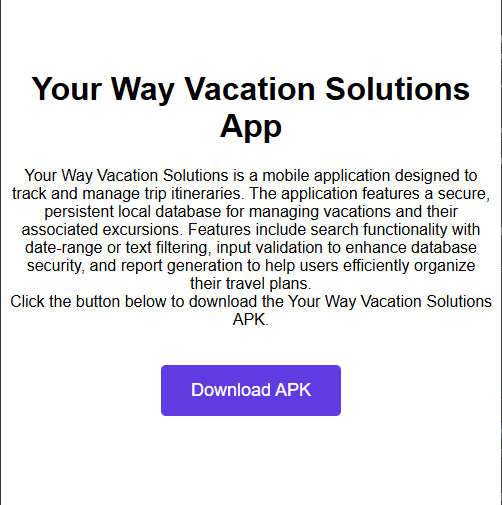 Your Way Vacation Solutions
App
Your Way Vacation Solutions is a mobile application designed to
track and manage trip itineraries. The application features a secure,
persistent local database for managing vacations and their
associated excursions. Features include search functionality with
date-range or text filtering, input validation to enhance database
security, and report generation to help users efficiently organize
their travel plans.
Click the button below to download the Your Way Vacation Solutions
APK.
Download APK